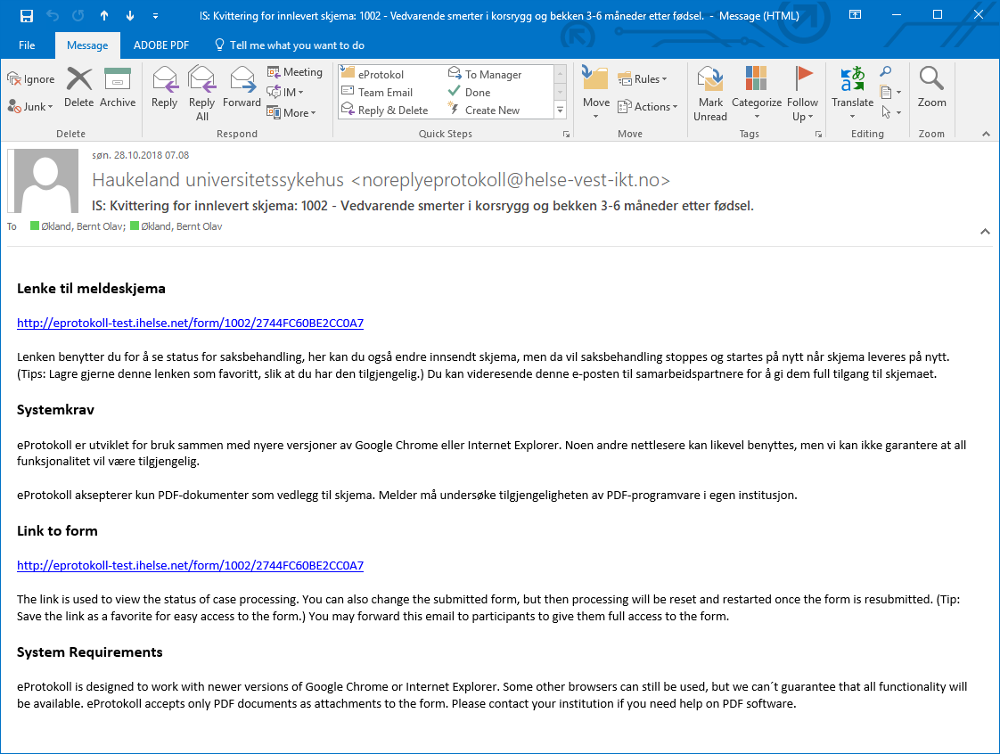 IS: Kvittering for innlevert skjema: 1002 - Vedvarende smerter i korsrygg og bekken 3-6 måneder etter fødsel. - Message (HTML)
File Message ADOBE PDF Tell me what you want to do
Ignore
Junk
Delete
Archive
Delete
Reply
Reply All
Forward
Meeting
IM
More
Respond
eProtokol
Team Email
Reply & Delete
To Manager
Done
Create New
Quick Steps
Move
Rules
Actions
Move
Mark Unread
Categorize
Follow Up
Tags
Translate
Editing
Zoom
Zoom
søn. 28.10.2018 07.08
Haukeland universitetssykehus <noreplyeprotokoll@helse-vest-ikt.no>
IS: Kvittering for innlevert skjema: 1002 - Vedvarende smerter i korsrygg og bekken 3-6 måneder etter fødsel.
To Økland, Bernt Olav; Økland, Bernt Olav
Lenke til meldeskjema
http://eprotokoll-test.ihelse.net/form/1002/2744FC60BE2CC0A7
Lenken benytter du for å se status for saksbehandling, her kan du også endre innsendt skjema, men da vil saksbehandling stoppes og startes på nytt når skjema leveres på nytt.
(Tips: Lagre gjerne denne lenken som favoritt, slik at du har den tilgjengelig.) Du kan videresende denne e-posten til samarbeidspartnere for å gi dem full tilgang til skjemaet.
Systemkrav
eProtokoll er utviklet for bruk sammen med nyere versjoner av Google Chrome eller Internet Explorer. Noen andre nettlesere kan likevel benyttes, men vi kan ikke garantere at all
funksjonalitet vil være tilgjengelig.
eProtokoll aksepterer kun PDF-dokumenter som vedlegg til skjema. Melder må undersøke tilgjengeligheten av PDF-programvare i egen institusjon.
Link to form
http://eprotokoll-test.ihelse.net/form/1002/2744FC60BE2CC0A7
The link is used to view the status of case processing. You can also change the submitted form, but then processing will be reset and restarted once the form is resubmitted. (Tip:
Save the link as a favorite for easy access to the form.) You may forward this email to participants to give them full access to the form.
System Requirements
eProtokoll is designed to work with newer versions of Google Chrome or Internet Explorer. Some other browsers can still be used, but we can´t guarantee that all functionality will
be available. eProtokoll accepts only PDF documents as attachments to the form. Please contact your institution if you need help on PDF software.